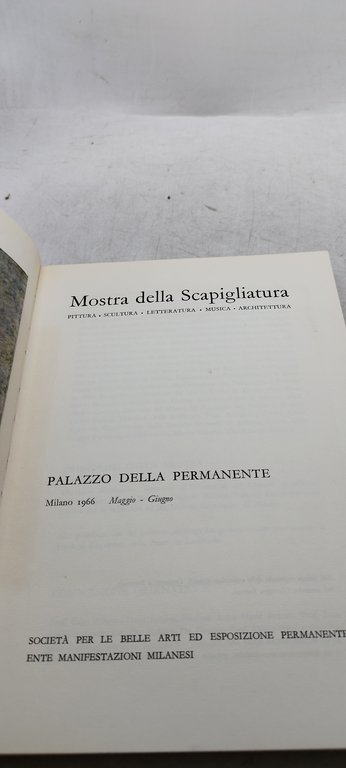 Mostra della Scapigliatura
PITTURA • SCULTURA • LETTERATURA • MUSICA • ARCHITETTURA
PALAZZO DELLA PERMANENTE
Milano 1966 Maggio - Giugno
SOCIETÀ PER LE BELLE ARTI ED ESPOSIZIONE PERMANENTE
ENTE MANIFESTAZIONI MILANESI